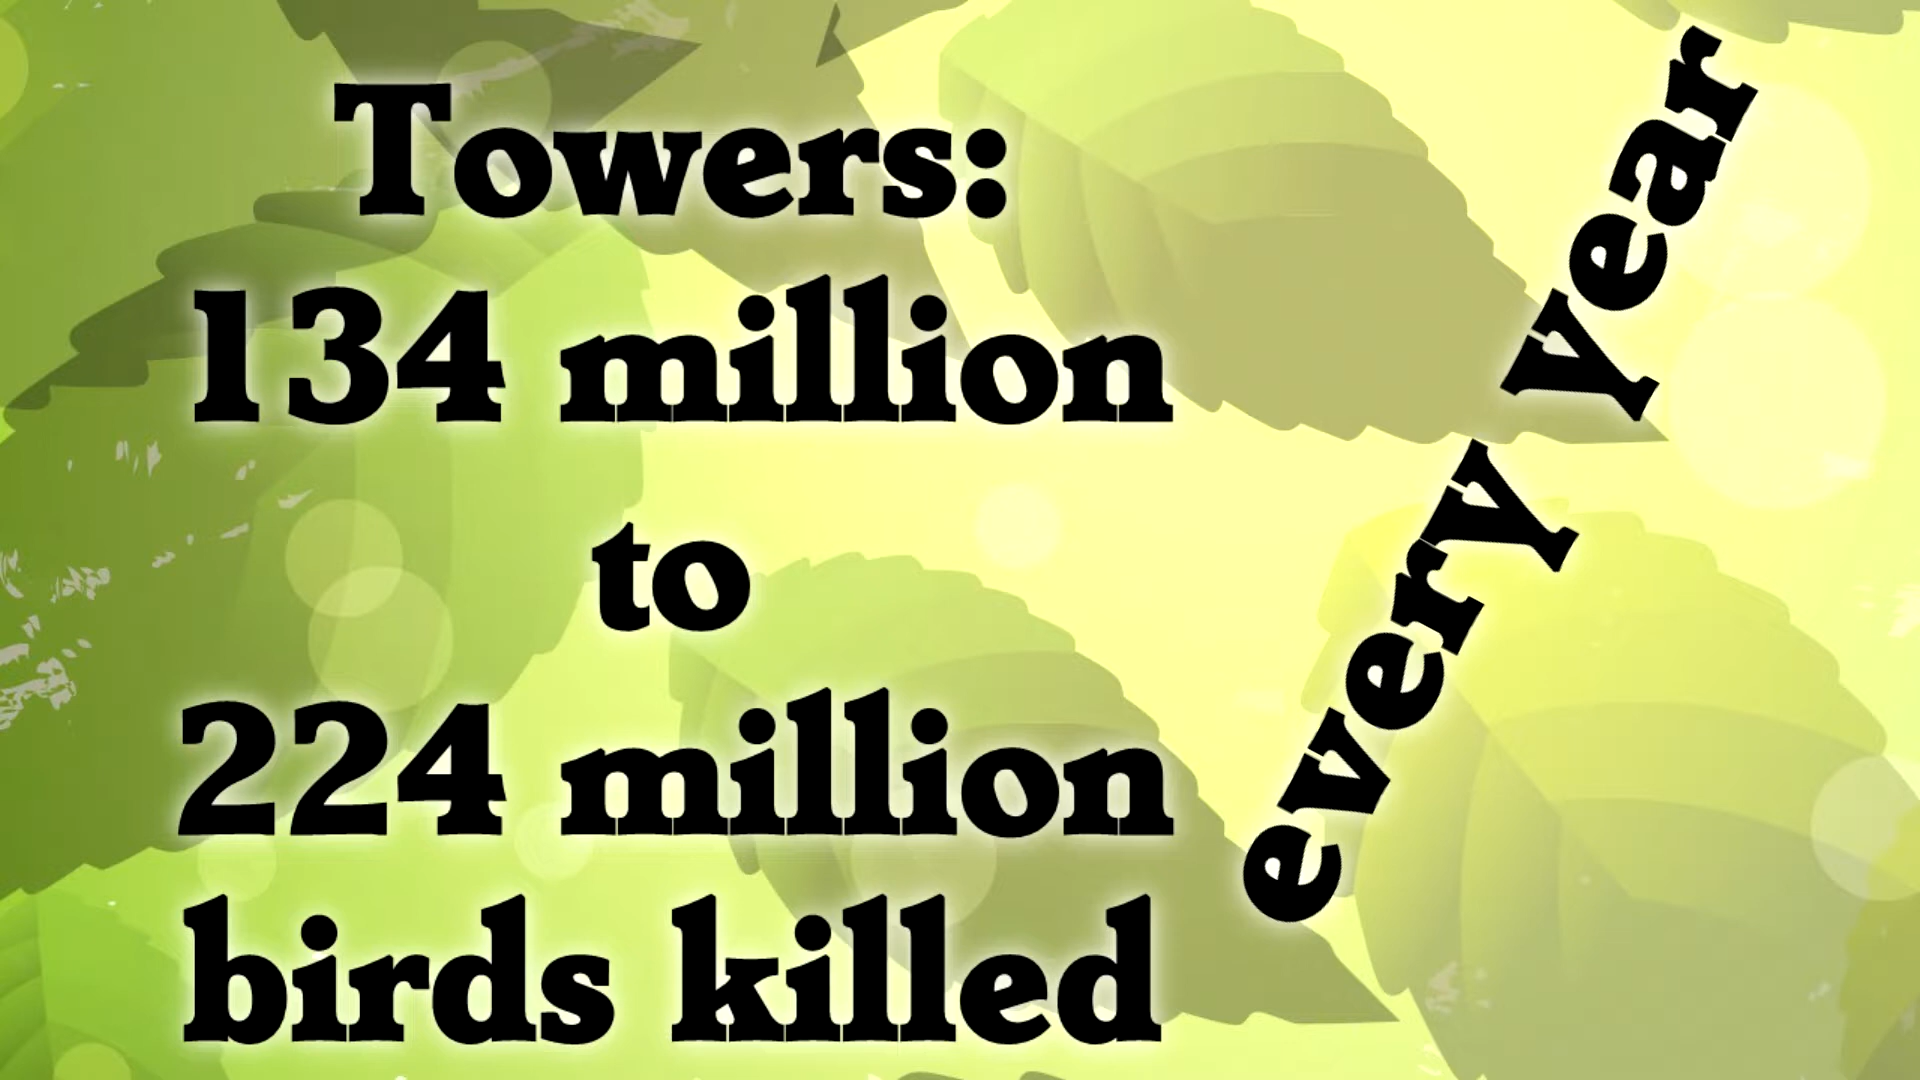 Towers:
134 million
to
224 million
birds killed
every year